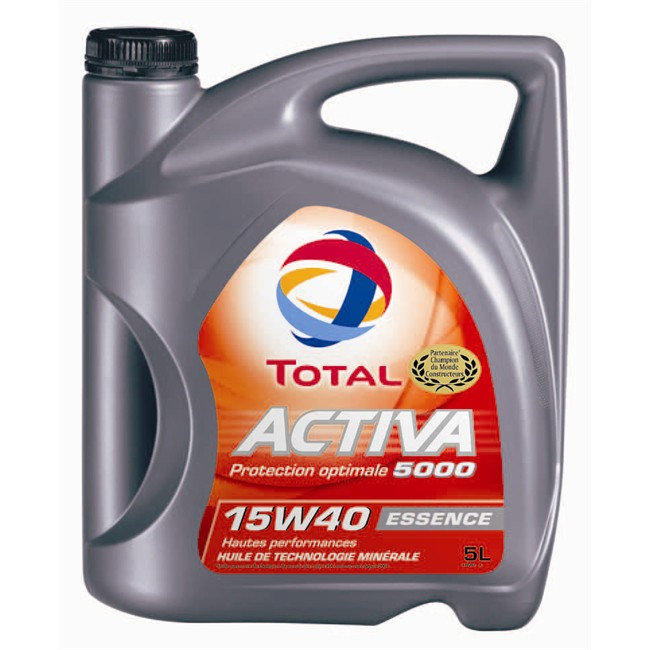 TOTAL
Partenaire*
Champion
du Monde
Constructeurs
ACTIVA
Protection optimale 5000
15W40 ESSENCE
Hautes performances
HUILE DE TECHNOLOGIE MINÉRALE
5L